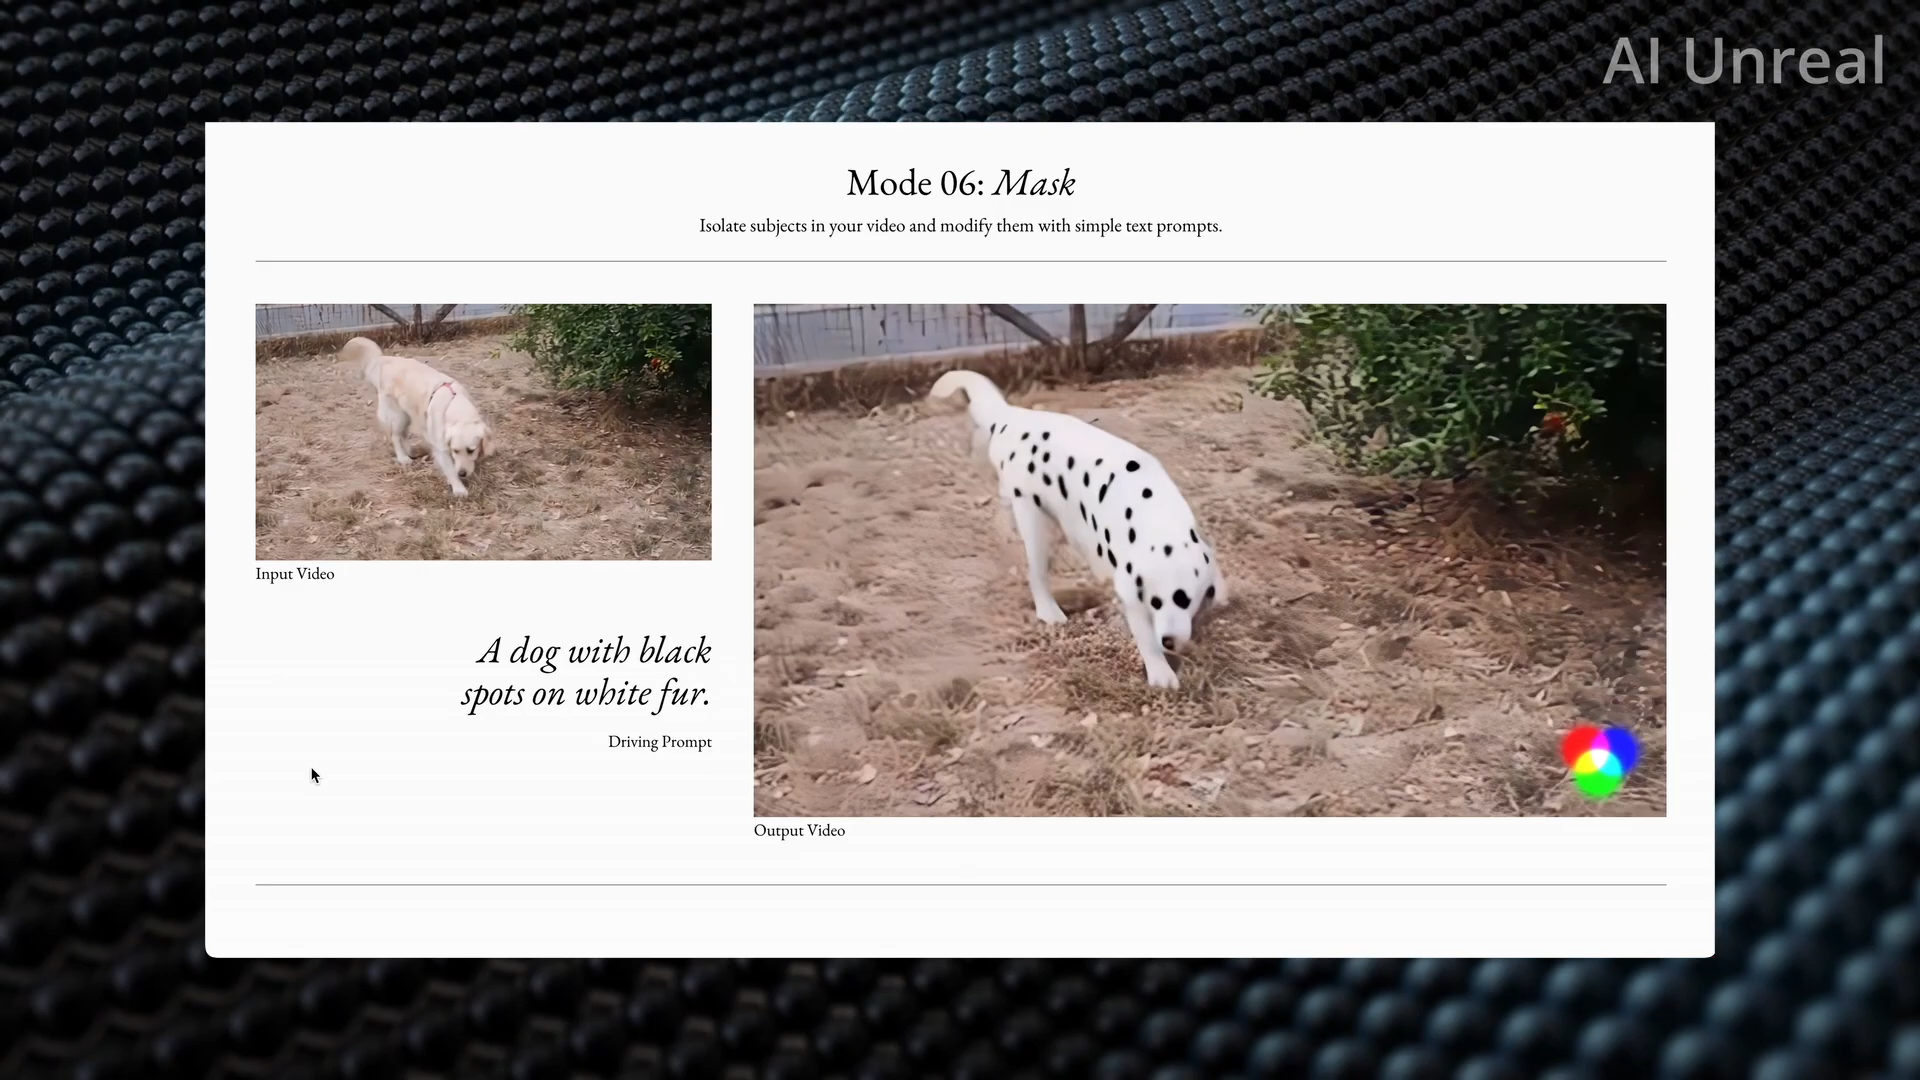 AI Unreal
Mode 06: Mask
Isolate subjects in your video and modify them with simple text prompts.
Input Video
A dog with black
spots on white fur.
Driving Prompt
Output Video